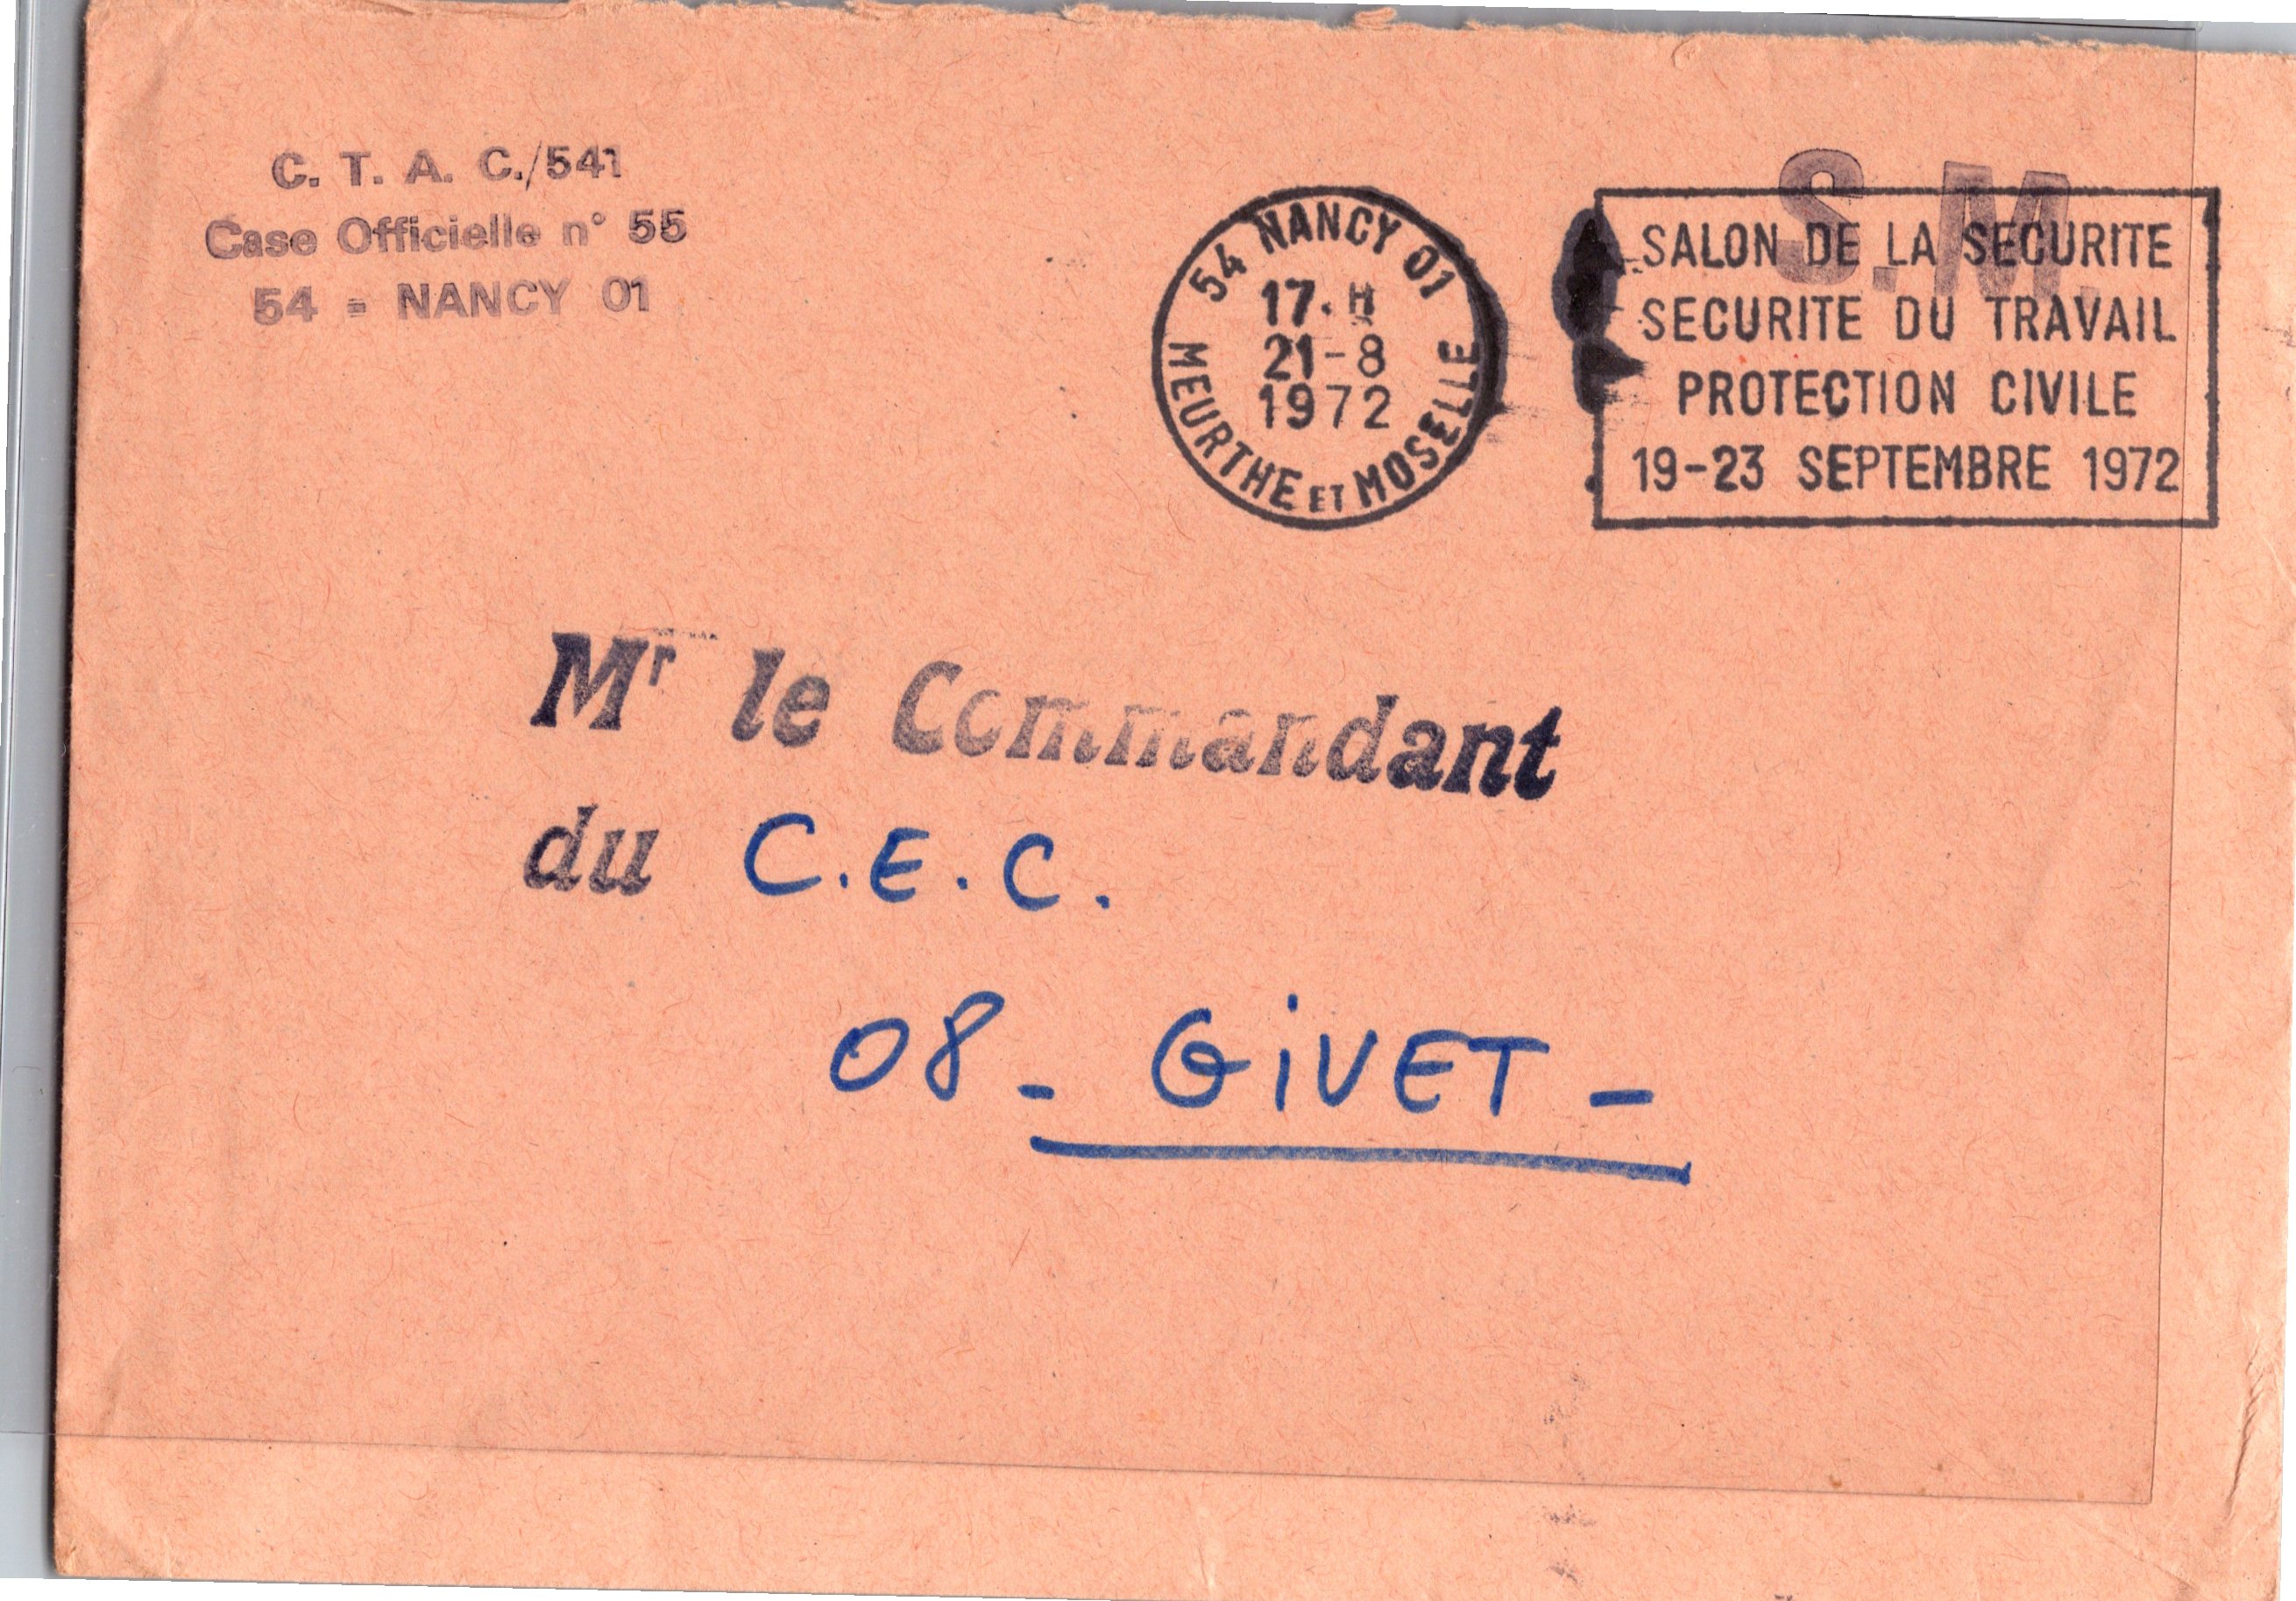 C. T. A. C./541
Case Officielle n° 55
54 - NANCY 01
54 NANCY 01
17·H
21-8
1972
MEURTHE ET MOSELLE
S.M.
SALON DE LA SECURITE
SECURITE DU TRAVAIL
PROTECTION CIVILE
19-23 SEPTEMBRE 1972
Mr le Commandant
du C.E.C.
08 - GiVET -